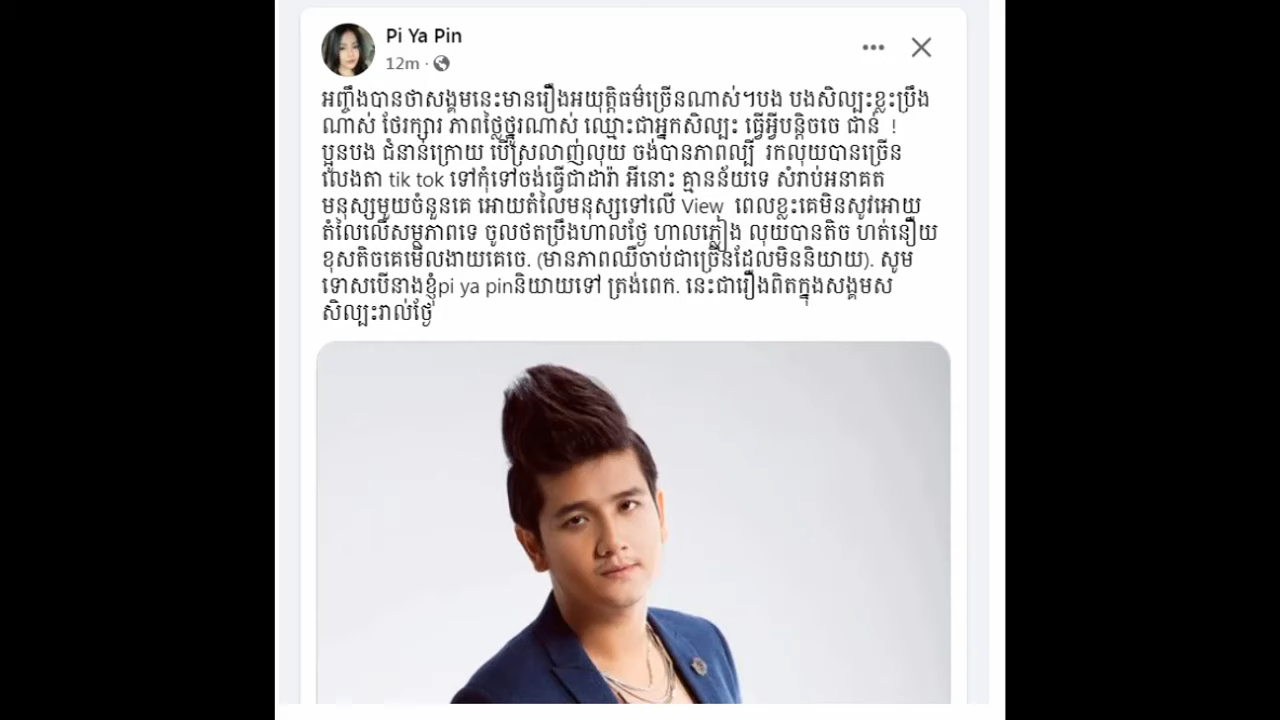 Pi Ya Pin
12m ·
អញ្ចឹងបានថាសង្គមនេះមានរឿងអយុត្តិធម៌ច្រើនណាស់។បង បងសិល្បះខ្លះប្រឹង
ណាស់ ថែរក្សារ ភាពថ្លៃថ្នូរណាស់ ឈ្មោះជាអ្នកសិល្បះ ធ្វើអ្វីបន្តិចចេ ជាន់ !
ប្អូនបង ជំនាន់ក្រោយ បើស្រលាញ់លុយ ចង់បានភាពល្បី រកលុយបានច្រើន
លេងតា tik tok ទៅកុំទៅចង់ធ្វើជាដារ៉ា អីនោះ គ្មានន័យទេ សំរាប់អនាគត
មនុស្សមួយចំនួនគេ អោយតំលៃមនុស្សទៅលើ View ពេលខ្លះគេមិនសូវអោយ
តំលៃលើសម្ថភាពទេ ចូលថតប្រឹងហាលថ្ងៃ ហាលភ្លៀង លុយបានតិច ហត់នឿយ
ខុសតិចគេមើលងាយគេចេ. (មានភាពឈឺចាប់ជាច្រើនដែលមិននិយាយ). សូម
ទោសបើនាងខ្ញុំpi ya pinនិយាយទៅ ត្រង់ពេក. នេះជារឿងពិតក្នុងសង្គមស
សិល្បះរាល់ថ្ងៃ